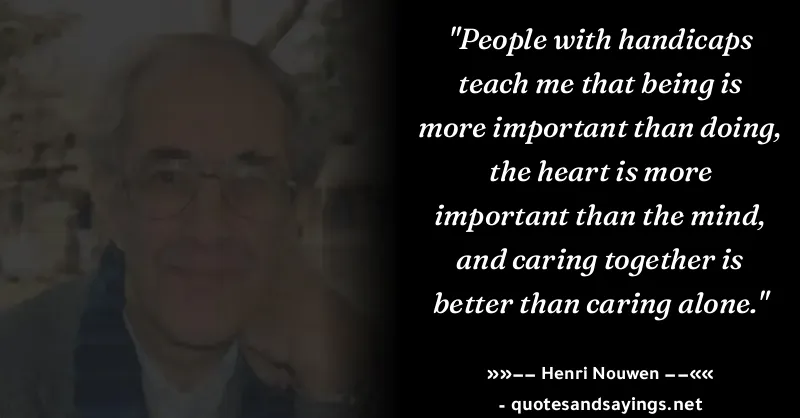 "People with handicaps
teach me that being is
more important than doing,
the heart is more
important than the mind,
and caring together is
better than caring alone."
»»−− Henri Nouwen −−««
- quotesandsayings.net